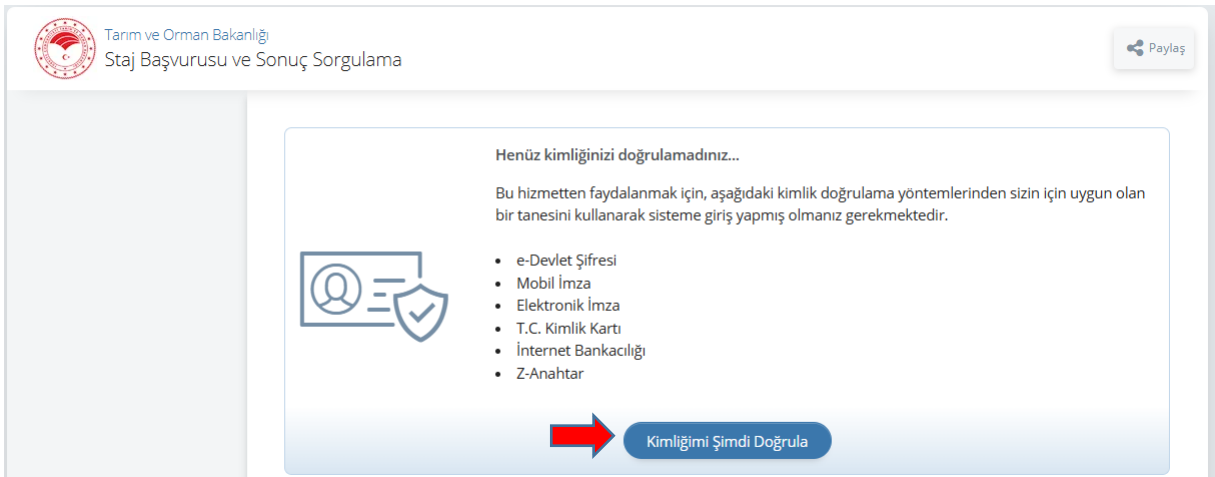 Tarım ve Orman Bakanlığı
Staj Başvurusu ve Sonuç Sorgulama
Paylaş
Henüz kimliğinizi doğrulamadınız...
Bu hizmetten faydalanmak için, aşağıdaki kimlik doğrulama yöntemlerinden sizin için uygun olan
bir tanesini kullanarak sisteme giriş yapmış olmanız gerekmektedir.
• e-Devlet Şifresi
• Mobil İmza
• Elektronik İmza
• T.C. Kimlik Kartı
• İnternet Bankacılığı
• Z-Anahtar
Kimliğimi Şimdi Doğrula